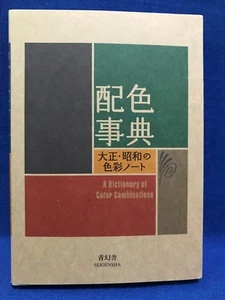 配色
事典
大正・昭和の
色彩ノート
A Dictionary of
Color Combinations
青幻舎
SEIGENSHA